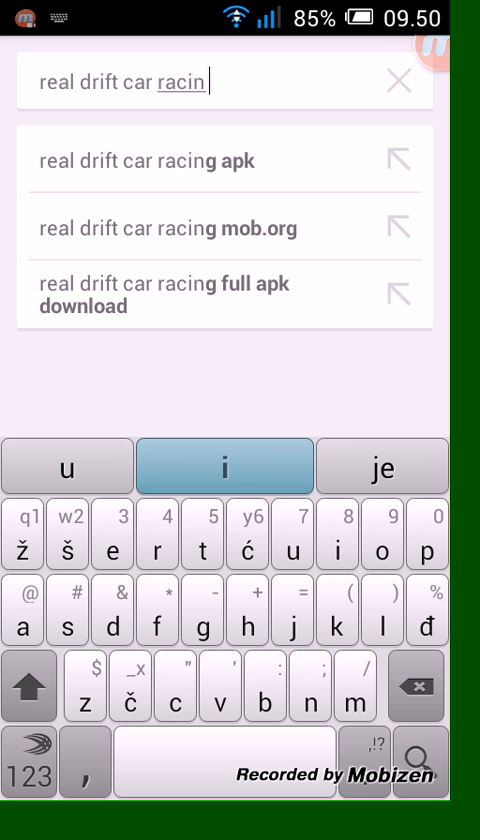 85% 09.50
real drift car racin
real drift car racing apk
real drift car racing mob.org
real drift car racing full apk
download
u i je
q1 w2 3 4 5 y6 7 8 9 0
ž š e r t ć u i o p
@ # & * - + = ( ) %
a s d f g h j k l đ
$ _x " ' : ; /
z č c v b n m
,!?
123 ,
Recorded by Mobizen